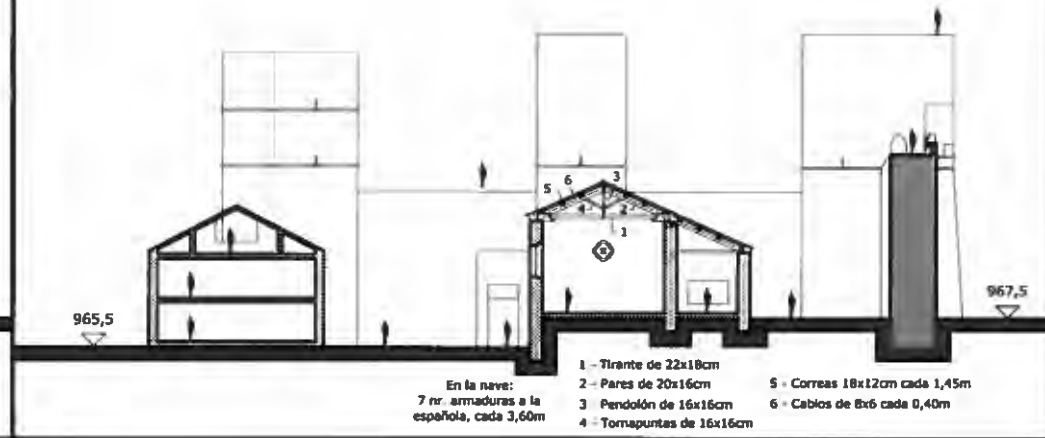 5 6 3
4 2
1
965,5
967,5
En la nave:
7 nr. armaduras a la
española, cada 3,60m
1 - Tirante de 22x18cm
2 - Pares de 20x16cm
3 - Pendolón de 16x16cm
4 - Tornapuntas de 16x16cm
5 - Correas 18x12cm cada 1,45m
6 - Cabios de 8x6 cada 0,40m